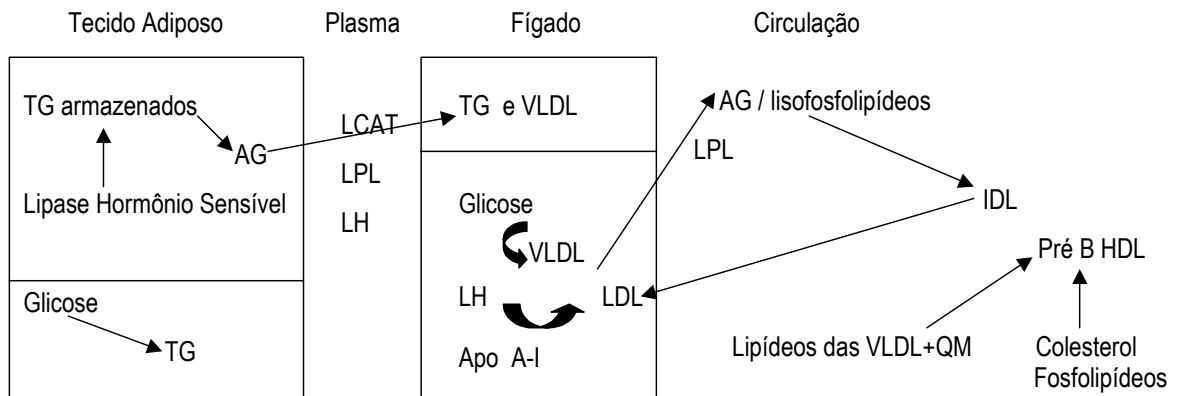 Tecido Adiposo
Plasma
Fígado
Circulação
TG armazenados
AG
Lipase Hormônio Sensível
Glicose
TG
LCAT
LPL
LH
TG e VLDL
Glicose
VLDL
LH
LDL
Apo A-I
AG / lisofosfolipídeos
LPL
IDL
Pré B HDL
Lipídeos das VLDL+QM
Colesterol
Fosfolipídeos